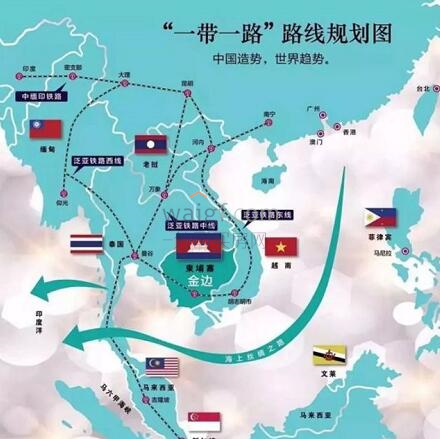 “一带一路”路线规划图
中国造势，世界趋势。
印度
密支那
大理
昆明
中缅印铁路
南宁
广州
台北
香港
澳门
河内
缅甸
老挝
泛亚铁路西线
海南
万象
仰光
泛亚铁路中线
泛亚铁路东线
菲律宾
泰国
曼谷
柬埔寨
金边
越南
马尼拉
胡志明市
印度洋
海上丝绸之路
文莱
马来西亚
吉隆坡
马六甲海峡
马来西亚